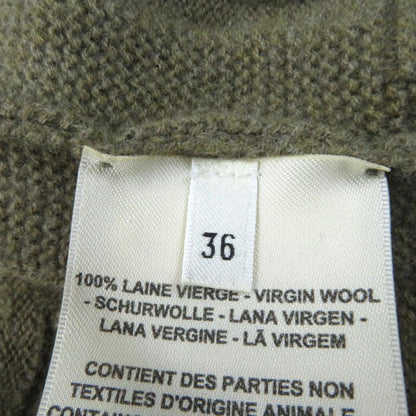 36
100% LAINE VIERGE - VIRGIN WOOL
- SCHURWOLLE - LANA VIRGEN -
LANA VERGINE - LÃ VIRGEM
CONTIENT DES PARTIES NON
TEXTILES D'ORIGINE ANIMALE